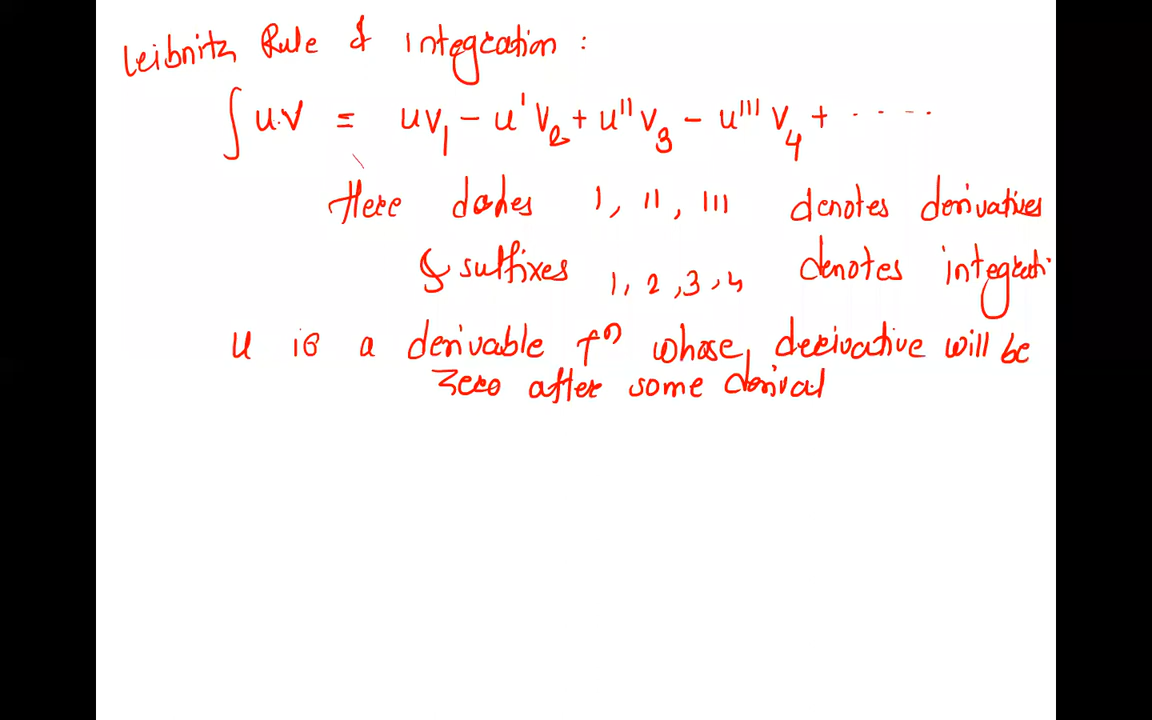 Leibnitz Rule of integration :
∫ u.v = uv₁ - u' v₂ + u'' v₃ - u''' v₄ + .....
Here dashes ', '', ''' denotes derivatives
& suffixes 1, 2, 3, 4 denotes integrati
u is a derivable fⁿ whose derivative will be
zero after some derivat